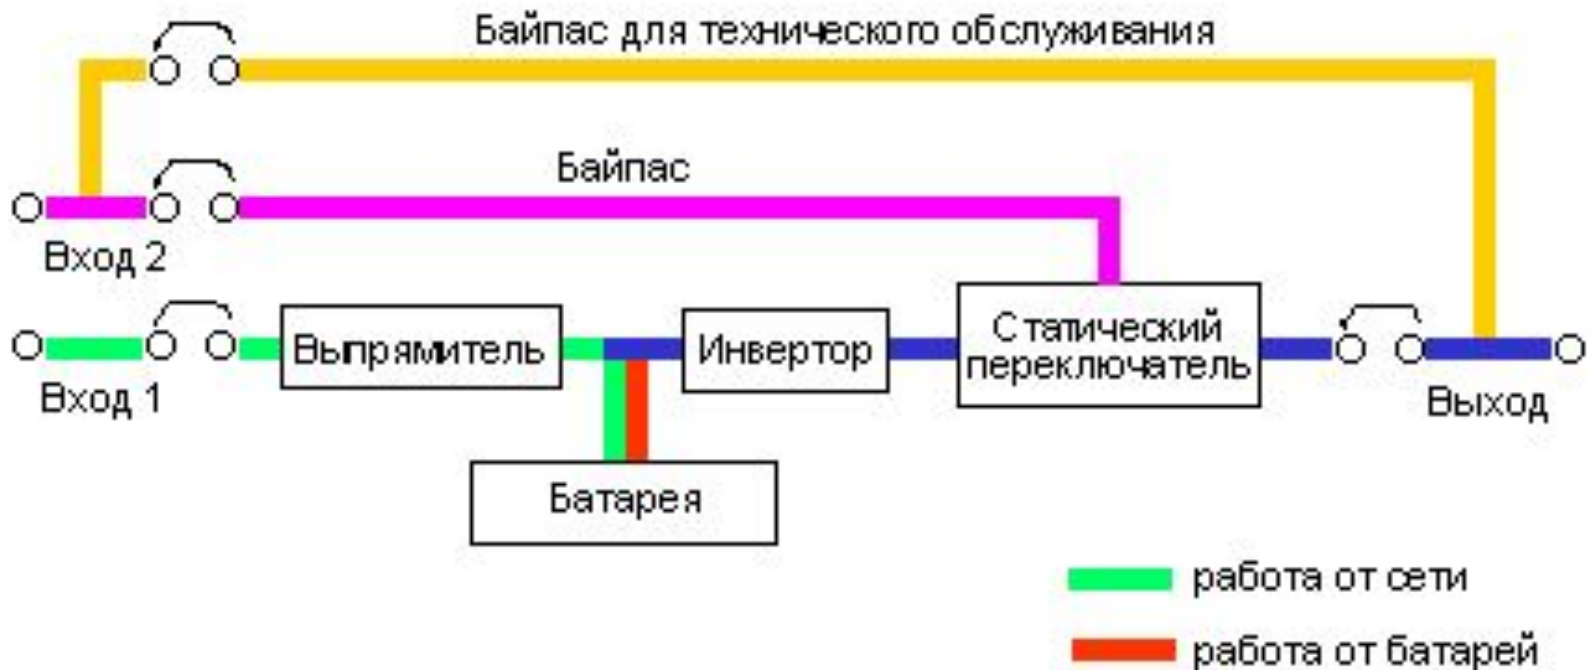 Байпас для технического обслуживания
Байпас
Вход 2
Выпрямитель
Инвертор
Статический
переключатель
Вход 1
Выход
Батарея
работа от сети
работа от батарей